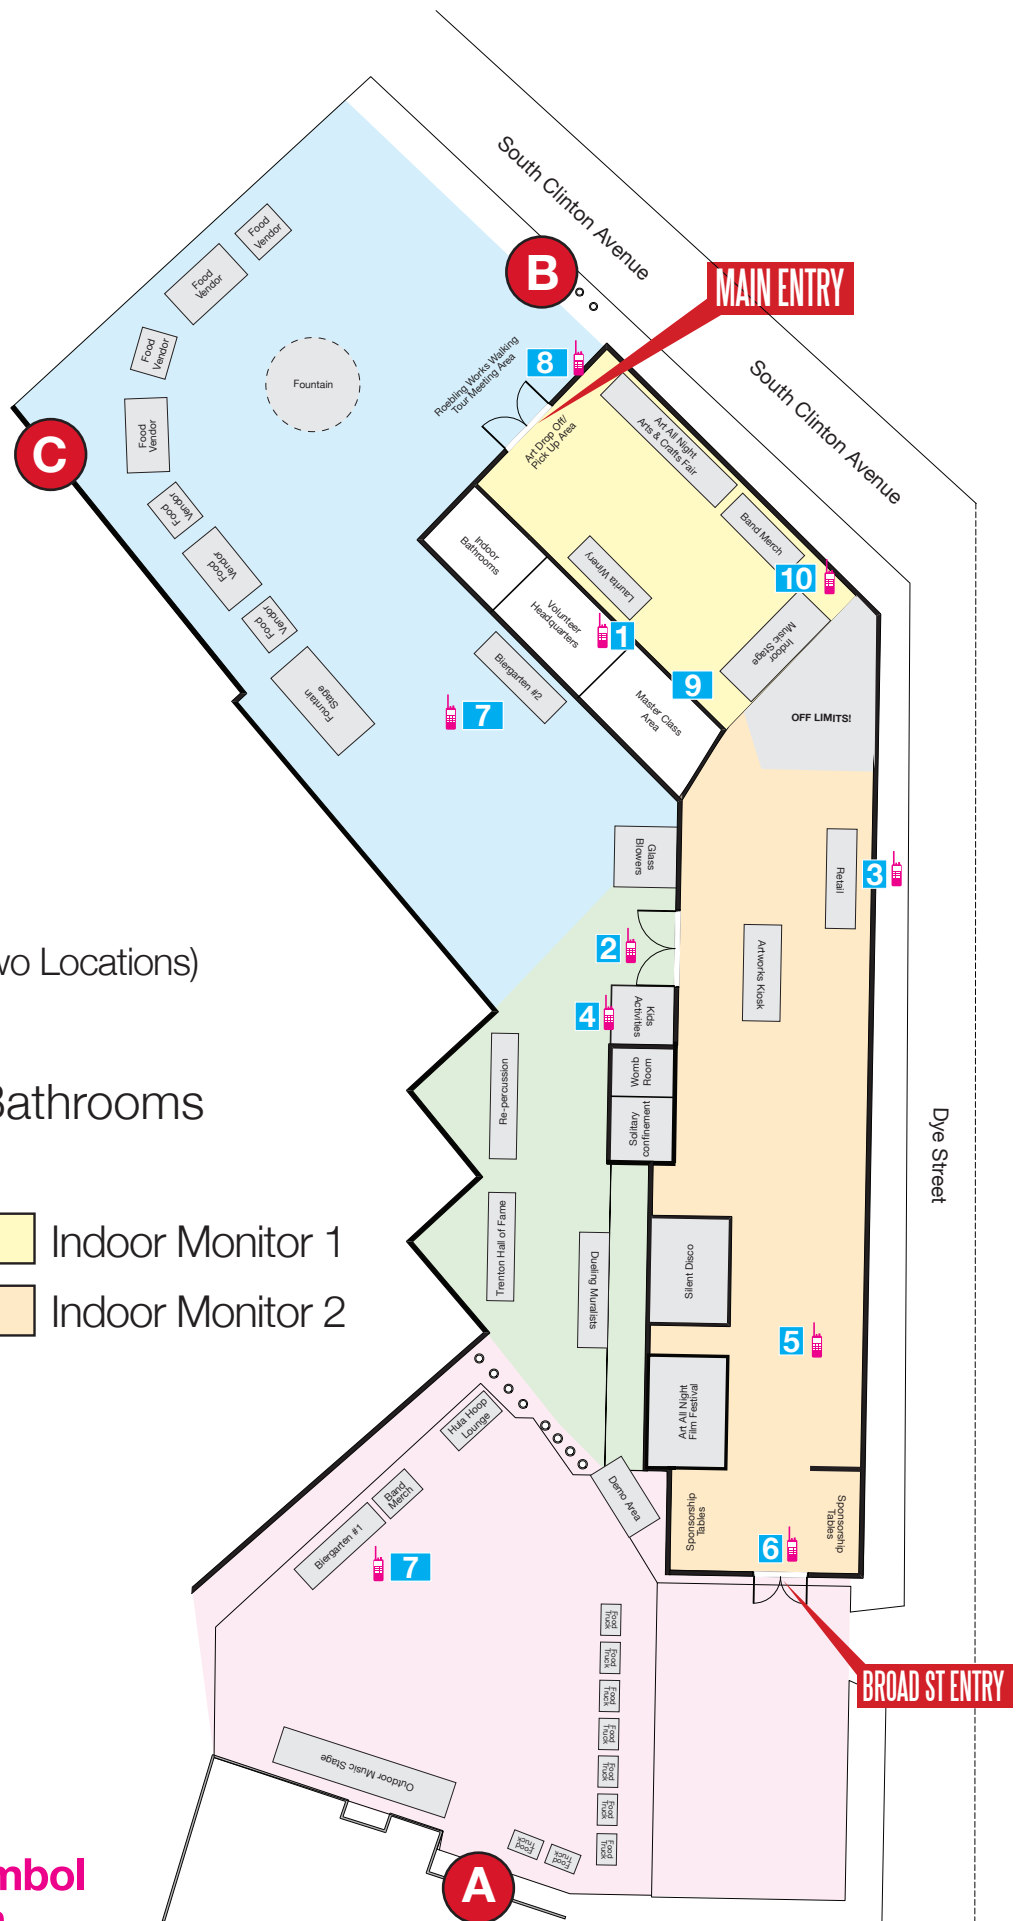 South Clinton Avenue
B
MAIN ENTRY
South Clinton Avenue
Food
Vendor
Food
Vendor
Food
Vendor
Food
Vendor
Food
Vendor
Food
Vendor
Food
Vendor
Fountain
Stage
Fountain
C
Roebling Works Walking
Tour Meeting Area
8
Art Drop Off/
Pick Up Area
Art All Night
Arts & Crafts Fair
Band Merch
10
Indoor
Music Stage
Indoor
Bathrooms
Launta Winery
Volunteer
Headquarters
1
9
Master Class
Area
OFF LIMITS!
Biergarten #2
7
Glass
Blowers
Retail
3
2
Artworks Kiosk
4
Kids
Activities
Womb
Room
Solitary
confinement
Re-percussion
Dye Street
wo Locations)
Bathrooms
Indoor Monitor 1
Indoor Monitor 2
Trenton Hall of Fame
Dueling Muralists
Silent Disco
5
Art All Night
Film Festival
Hula Hoop
Lounge
Band
Merch
Biergarten #1
7
Demo Area
Sponsorship
Tables
Sponsorship
Tables
6
BROAD ST ENTRY
Food
Truck
Food
Truck
Food
Truck
Food
Truck
Food
Truck
Food
Truck
Food
Truck
Food
Truck
Food
Truck
Outdoor Music Stage
A
mbol